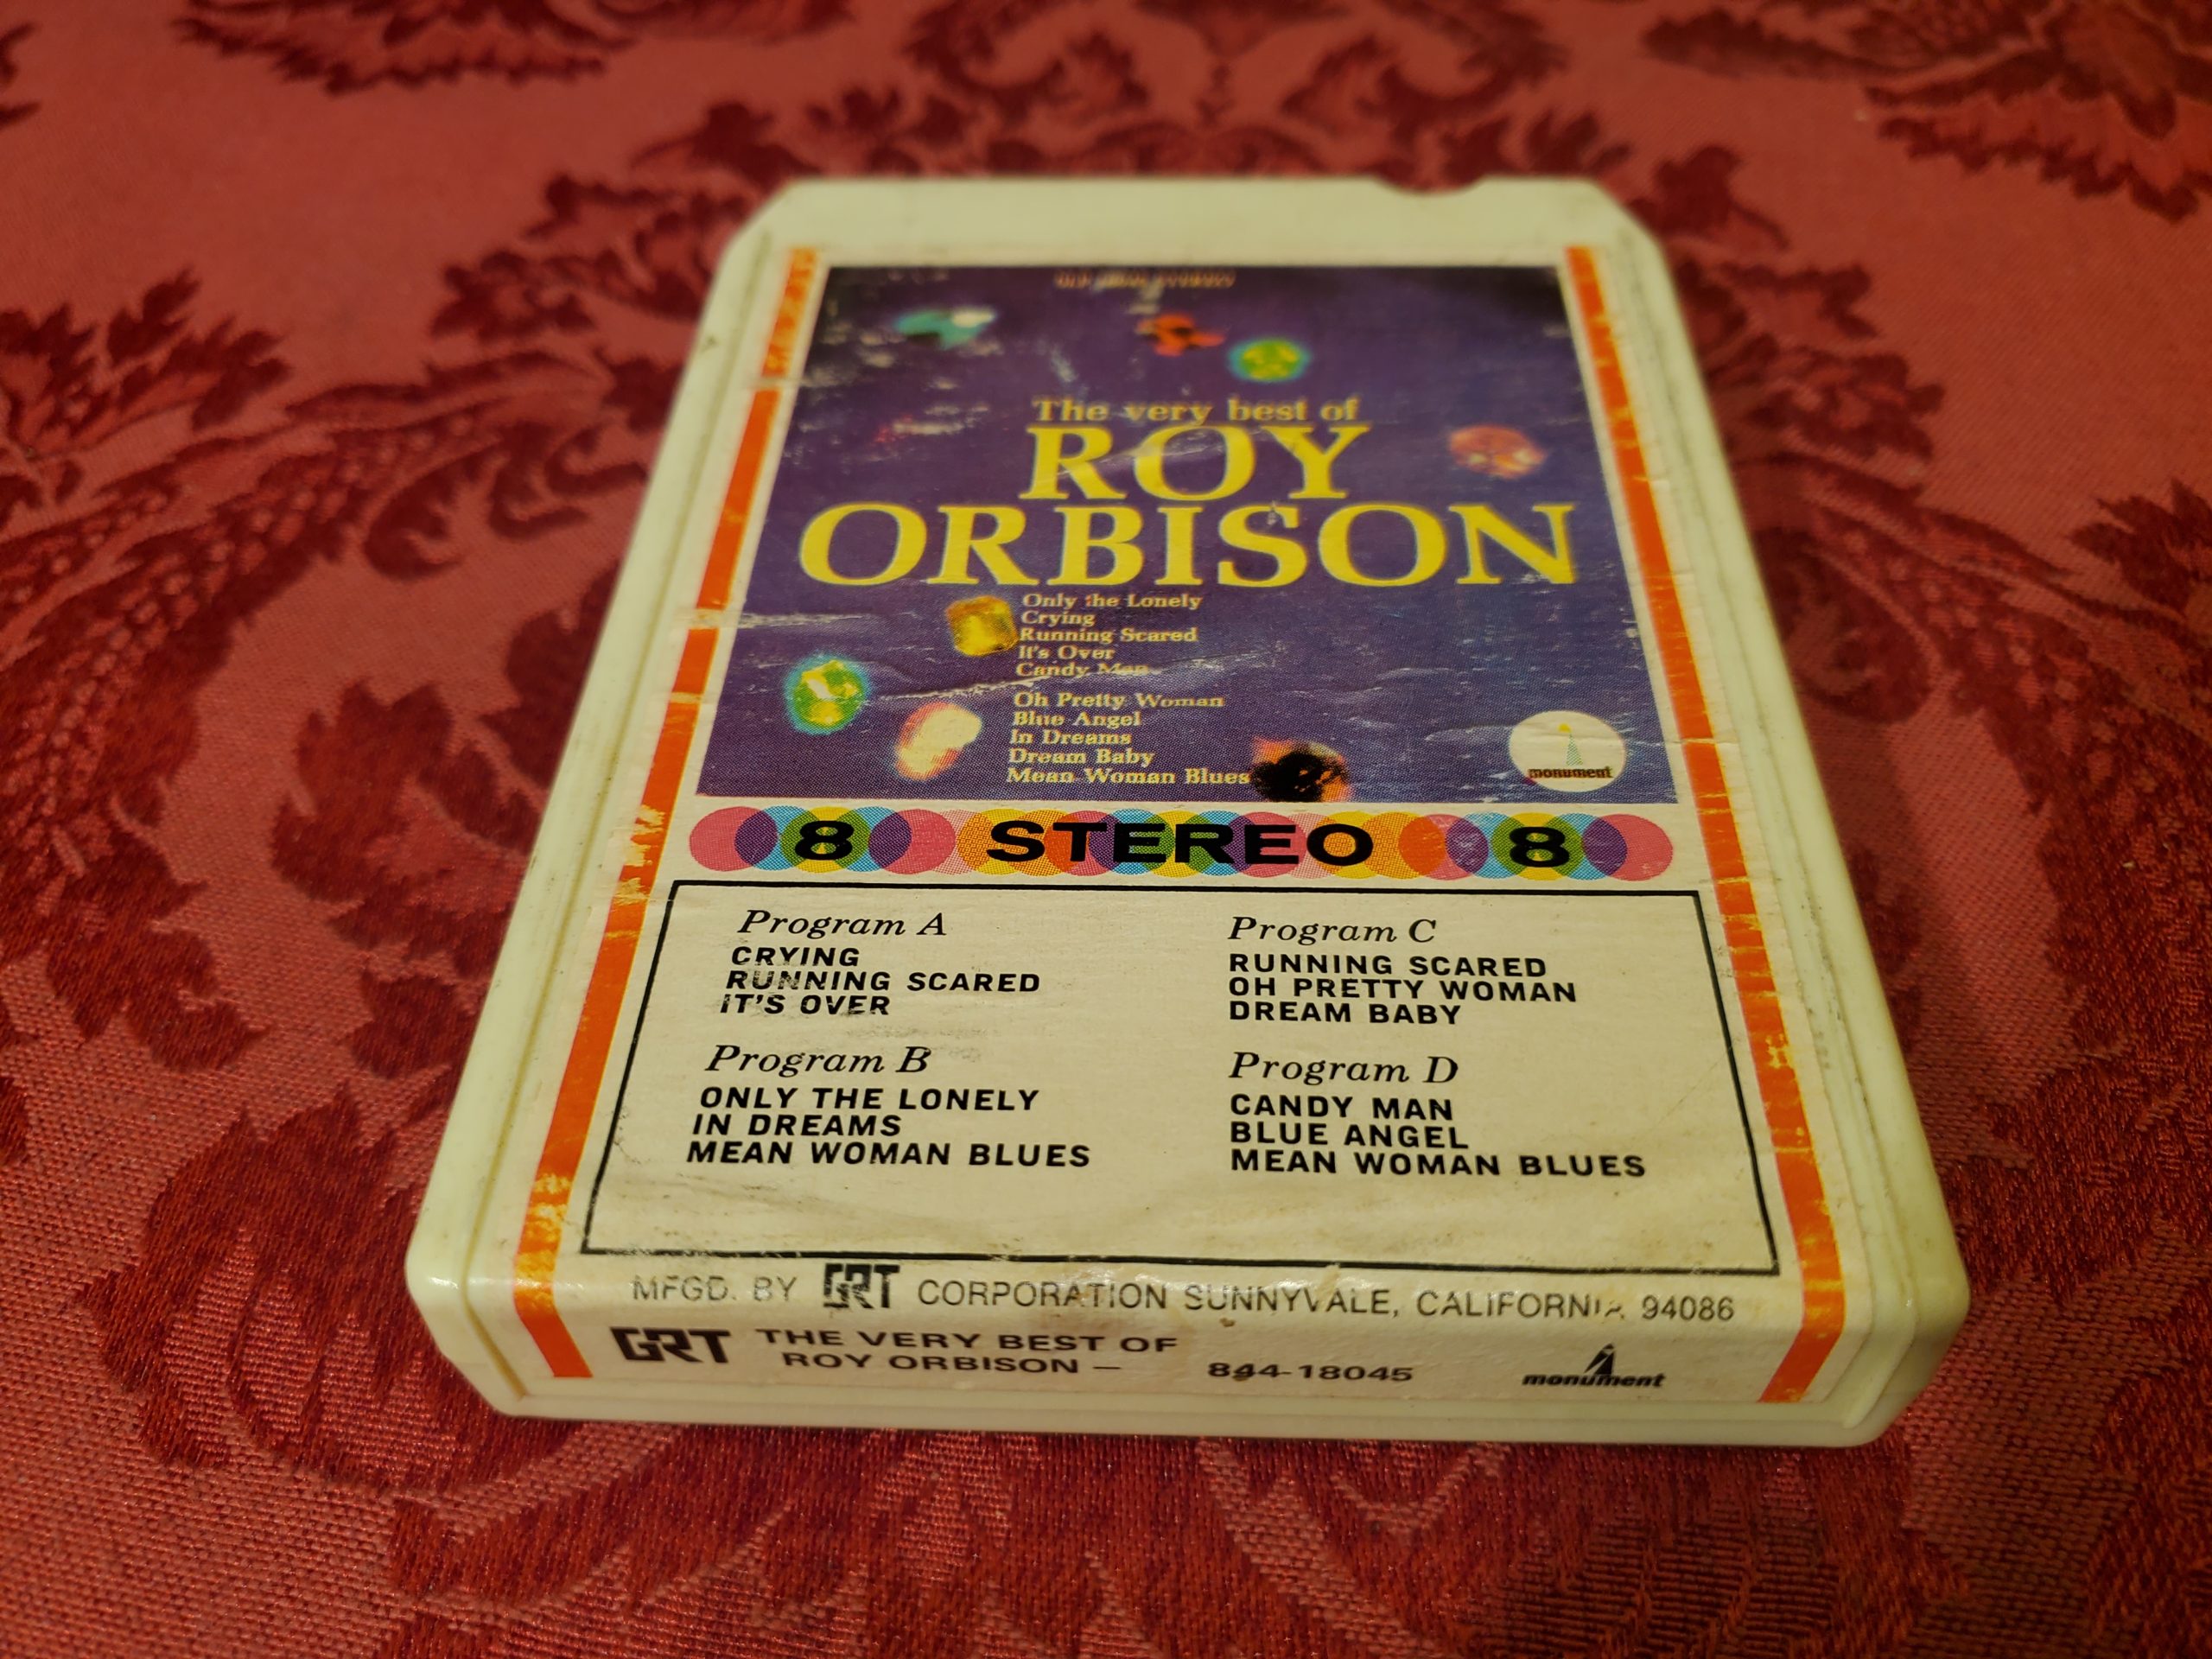 The very best of
ROY
ORBISON
Only the Lonely
Crying
Running Scared
It's Over
Candy Man
Oh Pretty Woman
Blue Angel
In Dreams
Dream Baby
Mean Woman Blues
monument
8 STEREO 8
Program A
CRYING
RUNNING SCARED
IT'S OVER
Program B
ONLY THE LONELY
IN DREAMS
MEAN WOMAN BLUES
Program C
RUNNING SCARED
OH PRETTY WOMAN
DREAM BABY
Program D
CANDY MAN
BLUE ANGEL
MEAN WOMAN BLUES
MFGD. BY GRT CORPORATION SUNNYVALE, CALIFORNIA 94086
GRT THE VERY BEST OF
ROY ORBISON — 844-18045 monument